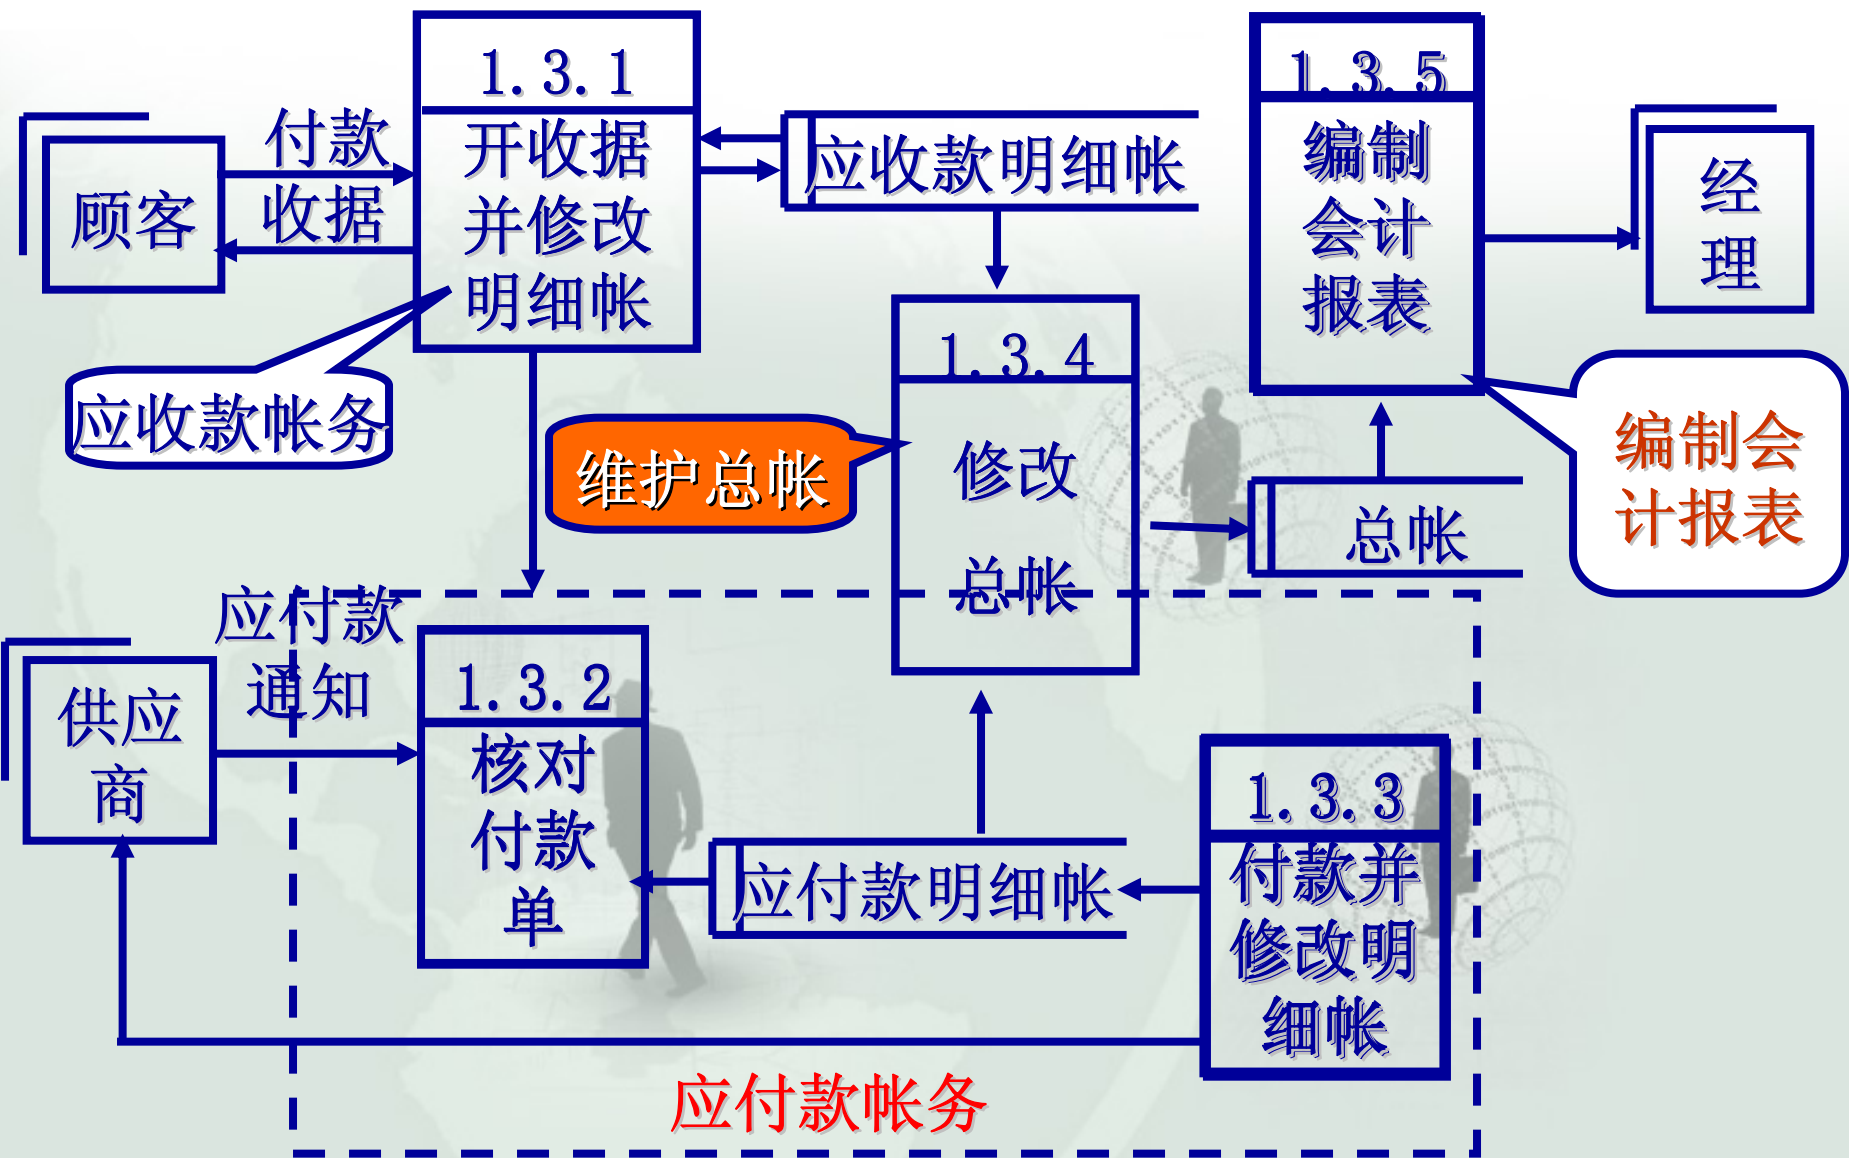 付款
收据
顾客
1.3.1
开收据
并修改
明细帐
应收款明细帐
1.3.5
编制
会计
报表
经
理
应收款帐务
维护总帐
1.3.4
修改
总帐
总帐
编制会
计报表
应付款
通知
供应
商
1.3.2
核对
付款
单
应付款明细帐
1.3.3
付款并
修改明
细帐
应付款帐务